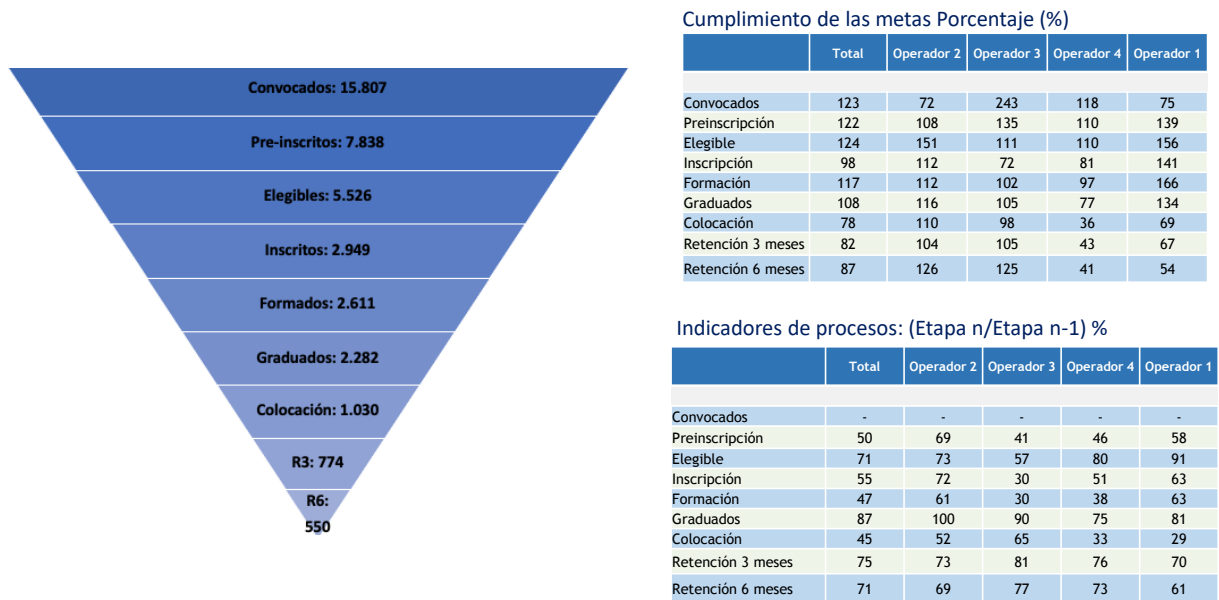 Convocados: 15.807
Pre-inscritos: 7.838
Elegibles: 5.526
Inscritos: 2.949
Formados: 2.611
Graduados: 2.282
Colocación: 1.030
R3: 774
R6:
550
Cumplimiento de las metas Porcentaje (%)
Total Operador 2 Operador 3 Operador 4 Operador 1
Convocados 123 72 243 118 75
Preinscripción 122 108 135 110 139
Elegible 124 151 111 110 156
Inscripción 98 112 72 81 141
Formación 117 112 102 97 166
Graduados 108 116 105 77 134
Colocación 78 110 98 36 69
Retención 3 meses 82 104 105 43 67
Retención 6 meses 87 126 125 41 54
Indicadores de procesos: (Etapa n/Etapa n-1) %
Total Operador 2 Operador 3 Operador 4 Operador 1
Convocados - - - - -
Preinscripción 50 69 41 46 58
Elegible 71 73 57 80 91
Inscripción 55 72 30 51 63
Formación 47 61 30 38 63
Graduados 87 100 90 75 81
Colocación 45 52 65 33 29
Retención 3 meses 75 73 81 76 70
Retención 6 meses 71 69 77 73 61